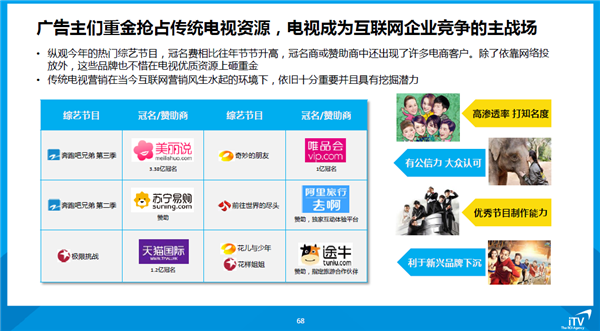 广告主们重金抢占传统电视资源，电视成为互联网企业竞争的主战场
• 纵观今年的热门综艺节目，冠名费相比往年节节升高，冠名商或赞助商中还出现了许多电商客户。除了依靠网络投
放外，这些品牌也不惜在电视优质资源上砸重金
• 传统电视营销在当今互联网营销风生水起的环境下，依旧十分重要并且具有挖掘潜力
综艺节目 冠名/赞助商 综艺节目 冠名/赞助商
奔跑吧兄弟 第三季
美丽说
meilishuo.com
3.38亿冠名
奇妙的朋友
唯品会
vip.com
1亿冠名
奔跑吧兄弟 第二季
苏宁易购
suning.com
赞助
前往世界的尽头
阿里旅行
去啊
赞助，独家互动体验平台
极限挑战
天猫国际
1.2亿冠名
花儿与少年
花样姐姐
途牛
tuniu.com
赞助，指定旅游合作伙伴
高渗透率 打知名度
有公信力 大众认可
优秀节目制作能力
利于新兴品牌下沉
68
iTV